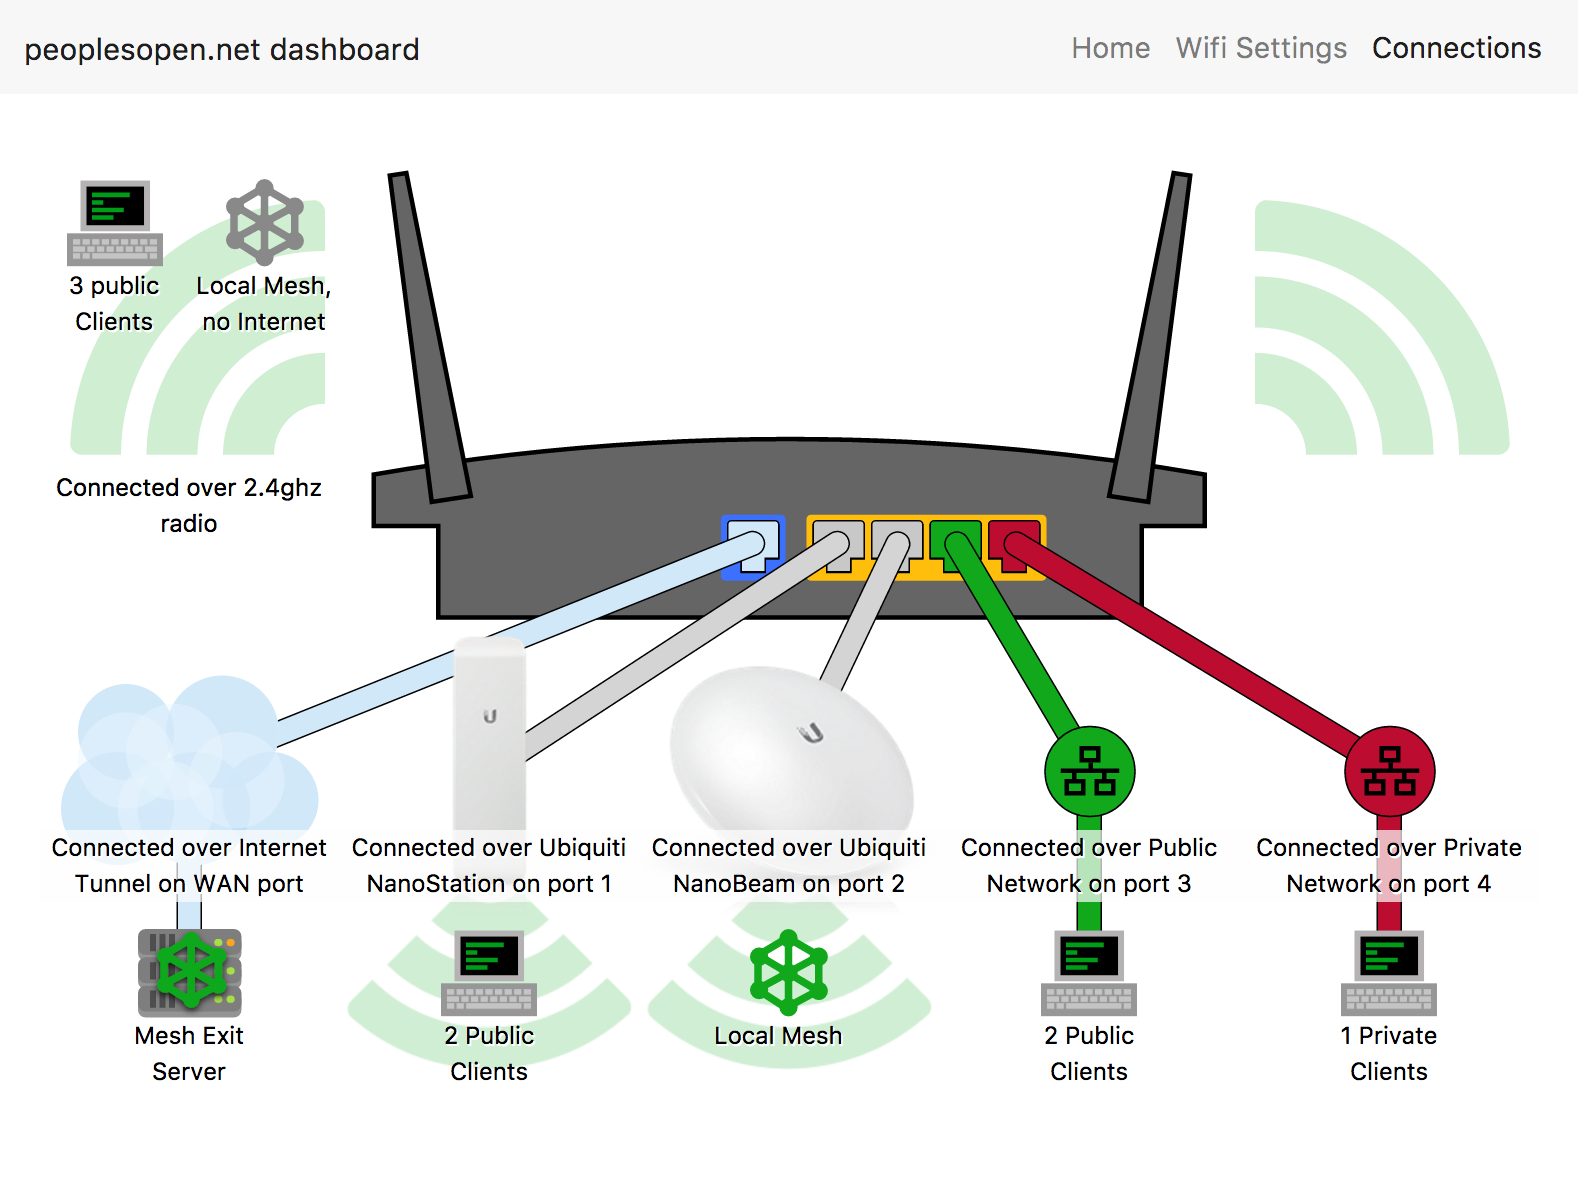 peoplesopen.net dashboard
Home Wifi Settings Connections
3 public
Clients
Local Mesh,
no Internet
Connected over 2.4ghz
radio
Connected over Internet
Tunnel on WAN port
Connected over Ubiquiti
NanoStation on port 1
Connected over Ubiquiti
NanoBeam on port 2
Connected over Public
Network on port 3
Connected over Private
Network on port 4
Mesh Exit
Server
2 Public
Clients
Local Mesh
2 Public
Clients
1 Private
Clients